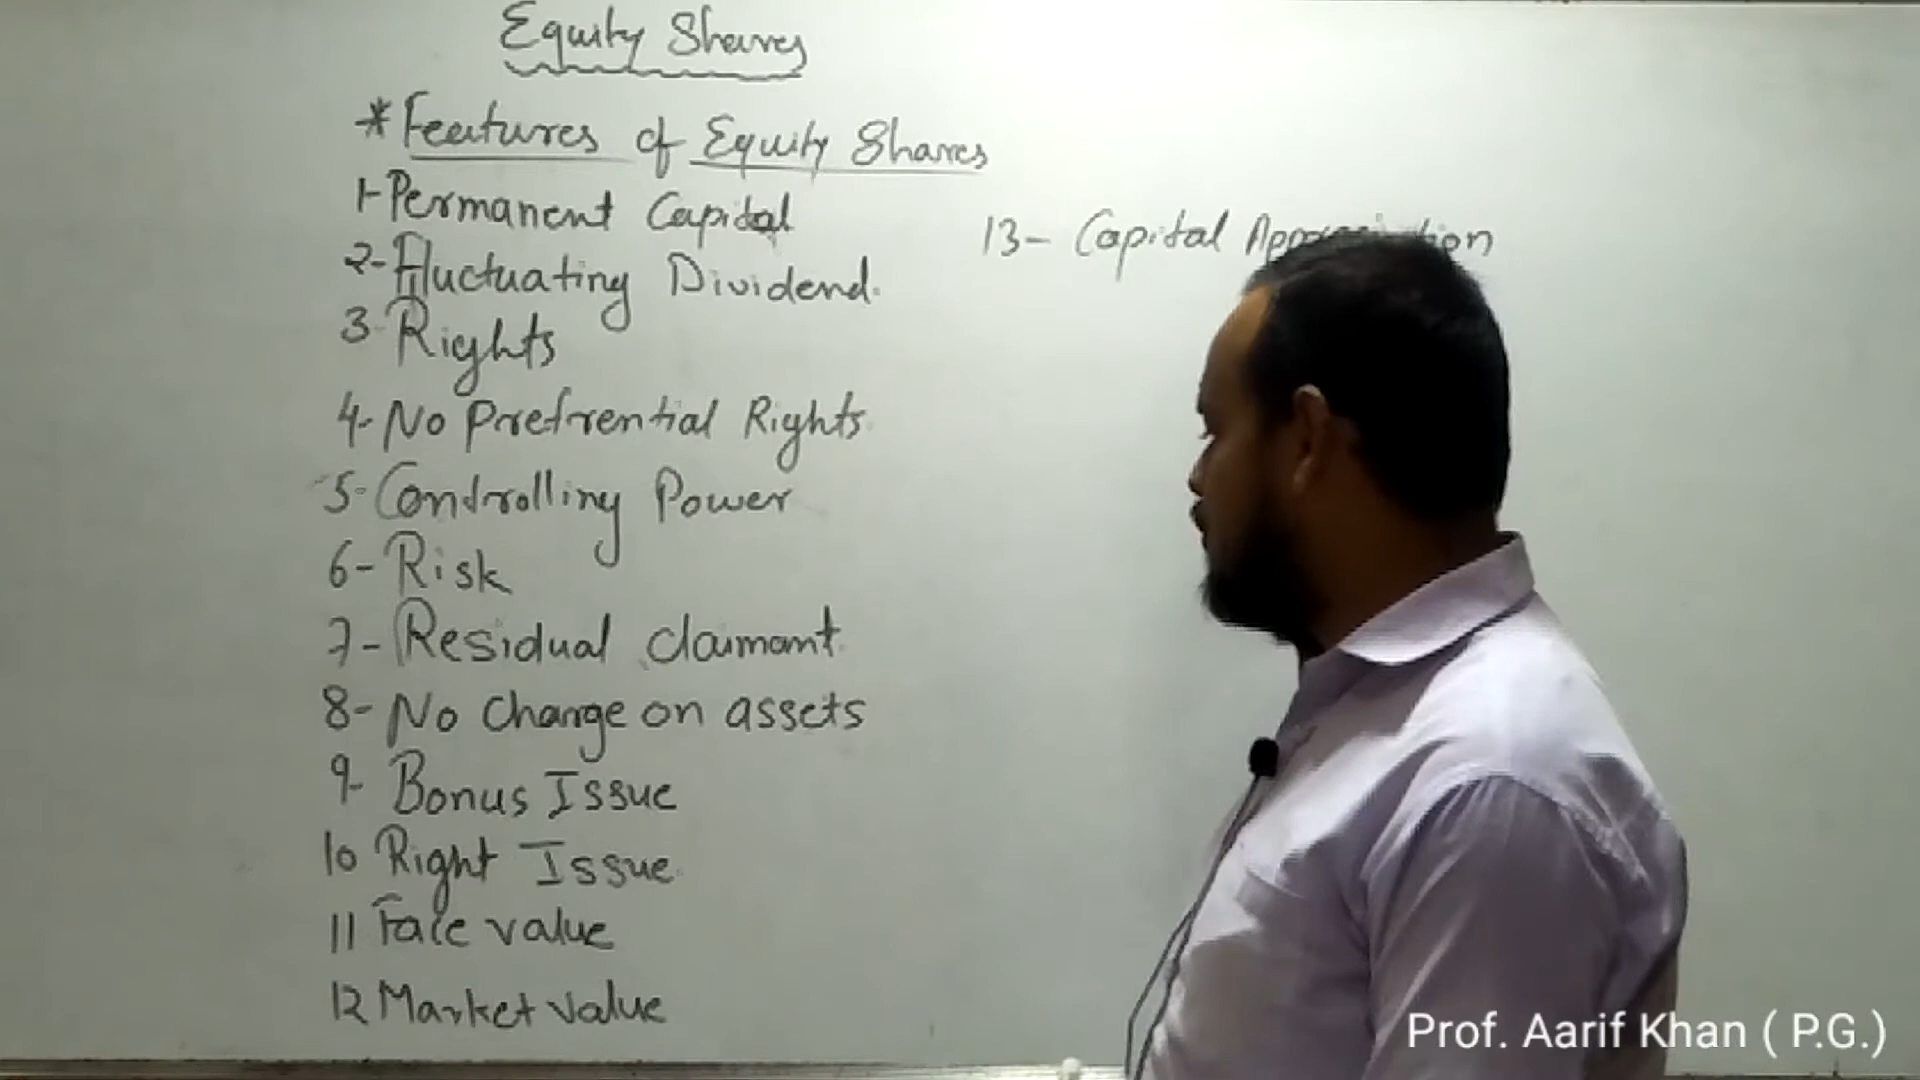 Equity Shares
*Features of Equity Shares
1-Permanent Capital
2-Fluctuating Dividend.
3-Rights
4-No Prefrential Rights.
5-Controlling Power
6-Risk
7-Residual claimant.
8-No Charge on assets
9-Bonus Issue
10 Right Issue.
11 Face value
12 Market value
13- Capital
Prof. Aarif Khan ( P.G.)